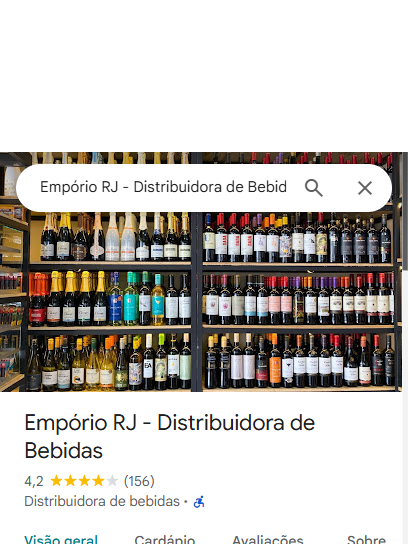 Empório RJ - Distribuidora de Bebid
Empório RJ - Distribuidora de
Bebidas
4,2 (156)
Distribuidora de bebidas ·
Visão geral Cardápio Avaliações Sobre